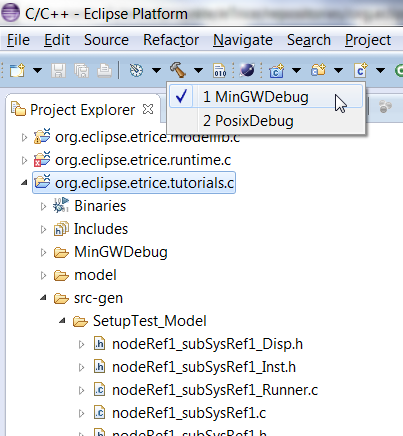 C/C++ - Eclipse Platform
File Edit Source Refactor Navigate Search Project
1 MinGWDebug
2 PosixDebug
Project Explorer
org.eclipse.etrice.modellib.c
org.eclipse.etrice.runtime.c
org.eclipse.etrice.tutorials.c
Binaries
Includes
MinGWDebug
model
src-gen
SetupTest_Model
nodeRef1_subSysRef1_Disp.h
nodeRef1_subSysRef1_Inst.h
nodeRef1_subSysRef1_Runner.c
nodeRef1_subSysRef1.c
nodeRef1_subSysRef1.h